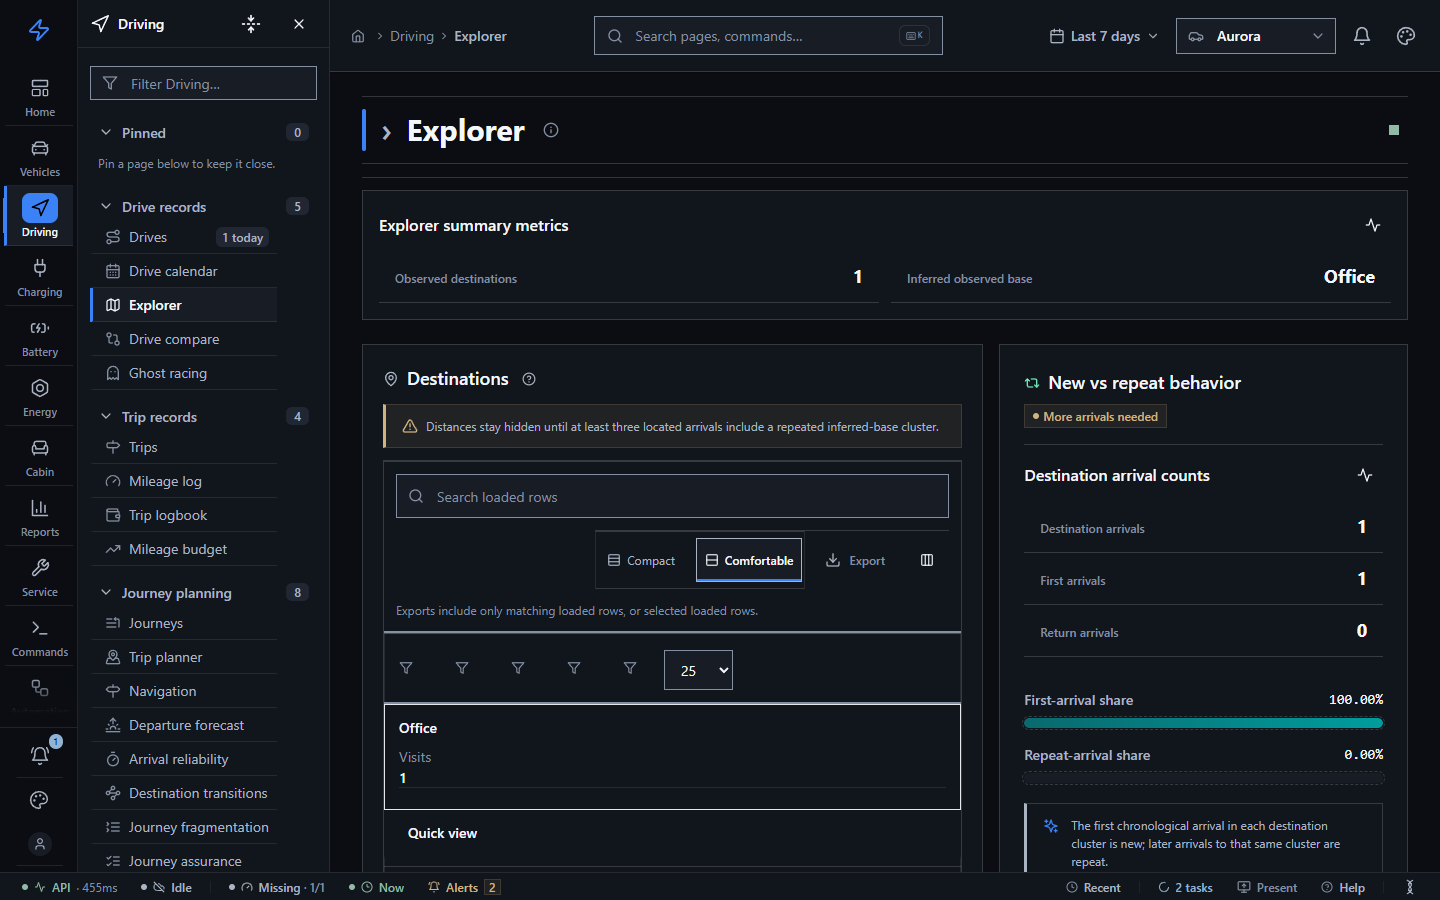 Home
Vehicles
Driving
Charging
Battery
Energy
Cabin
Reports
Service
Commands
1
Driving
Filter Driving...
Pinned
0
Pin a page below to keep it close.
Drive records
5
Drives
1 today
Drive calendar
Explorer
Drive compare
Ghost racing
Trip records
4
Trips
Mileage log
Trip logbook
Mileage budget
Journey planning
8
Journeys
Trip planner
Navigation
Departure forecast
Arrival reliability
Destination transitions
Journey fragmentation
Journey assurance
Driving
Explorer
Search pages, commands...
K
Last 7 days
Aurora
Explorer
Explorer summary metrics
Observed destinations
1
Inferred observed base
Office
Destinations
Distances stay hidden until at least three located arrivals include a repeated inferred-base cluster.
Search loaded rows
Compact
Comfortable
Export
Exports include only matching loaded rows, or selected loaded rows.
25
Office
Visits
1
Quick view
New vs repeat behavior
More arrivals needed
Destination arrival counts
Destination arrivals
1
First arrivals
1
Return arrivals
0
First-arrival share
100.00%
Repeat-arrival share
0.00%
The first chronological arrival in each destination
cluster is new; later arrivals to that same cluster are
repeat.
API · 455ms
Idle
Missing · 1/1
Now
Alerts 2
Recent
2 tasks
Present
Help